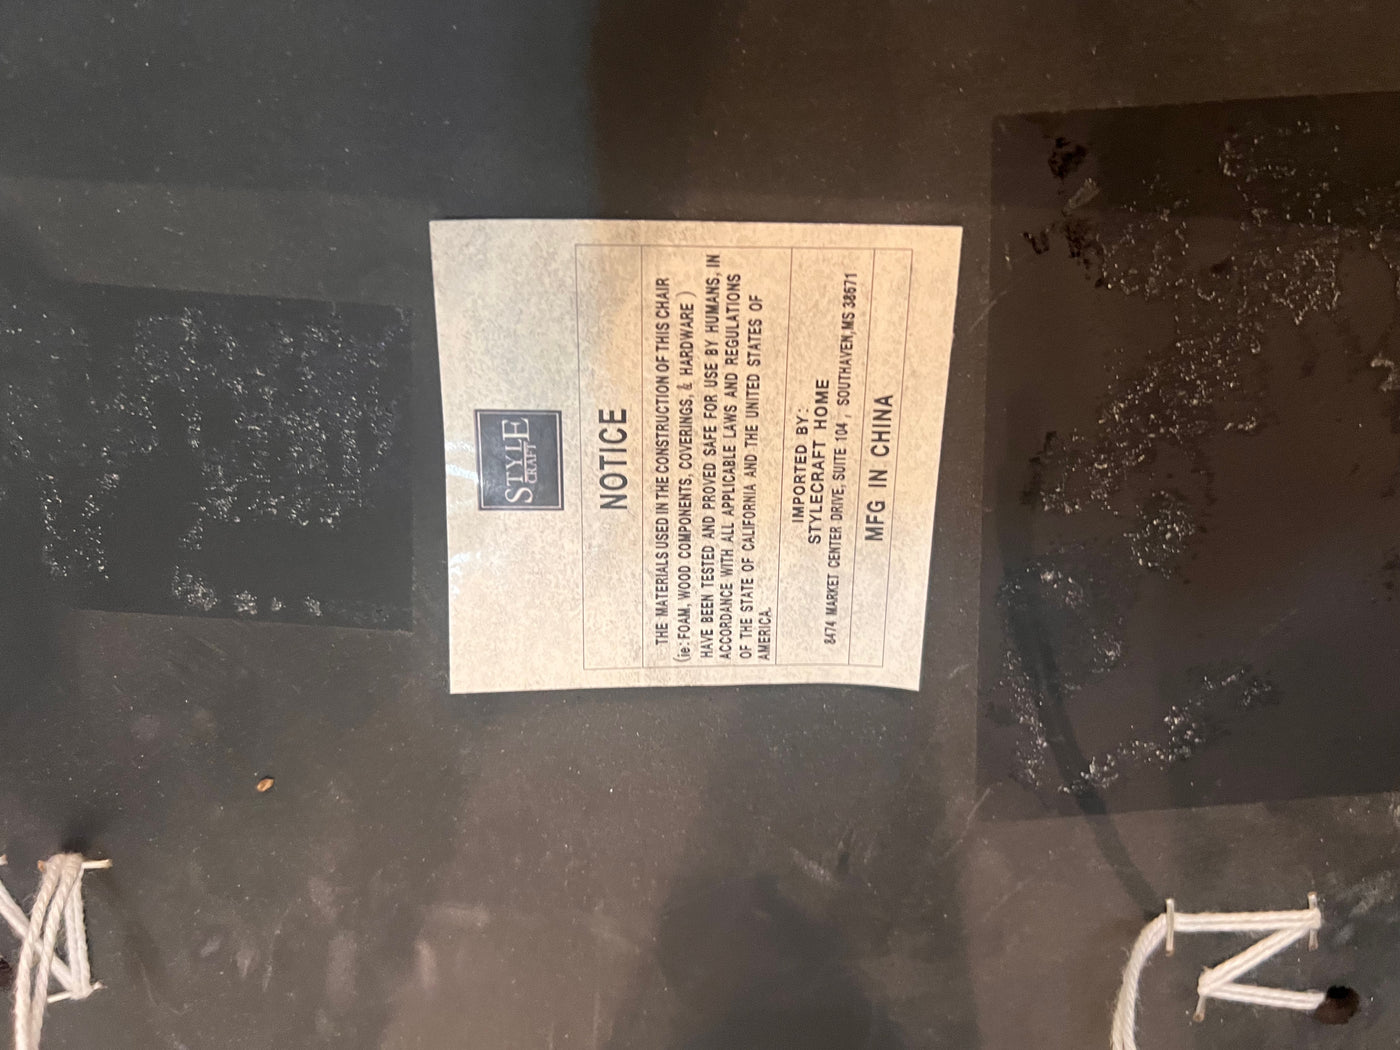 STYLE
CRAFT
NOTICE
THE MATERIALS USED IN THE CONSTRUCTION OF THIS CHAIR
(ie: FOAM, WOOD COMPONENTS, COVERINGS, & HARDWARE )
HAVE BEEN TESTED AND PROVED SAFE FOR USE BY HUMANS, IN
ACCORDANCE WITH ALL APPLICABLE LAWS AND REGULATIONS
OF THE STATE OF CALIFORNIA AND THE UNITED STATES OF
AMERICA.
IMPORTED BY:
STYLECRAFT HOME
8474 MARKET CENTER DRIVE, SUITE 104 , SOUTHAVEN,MS 38671
MFG IN CHINA